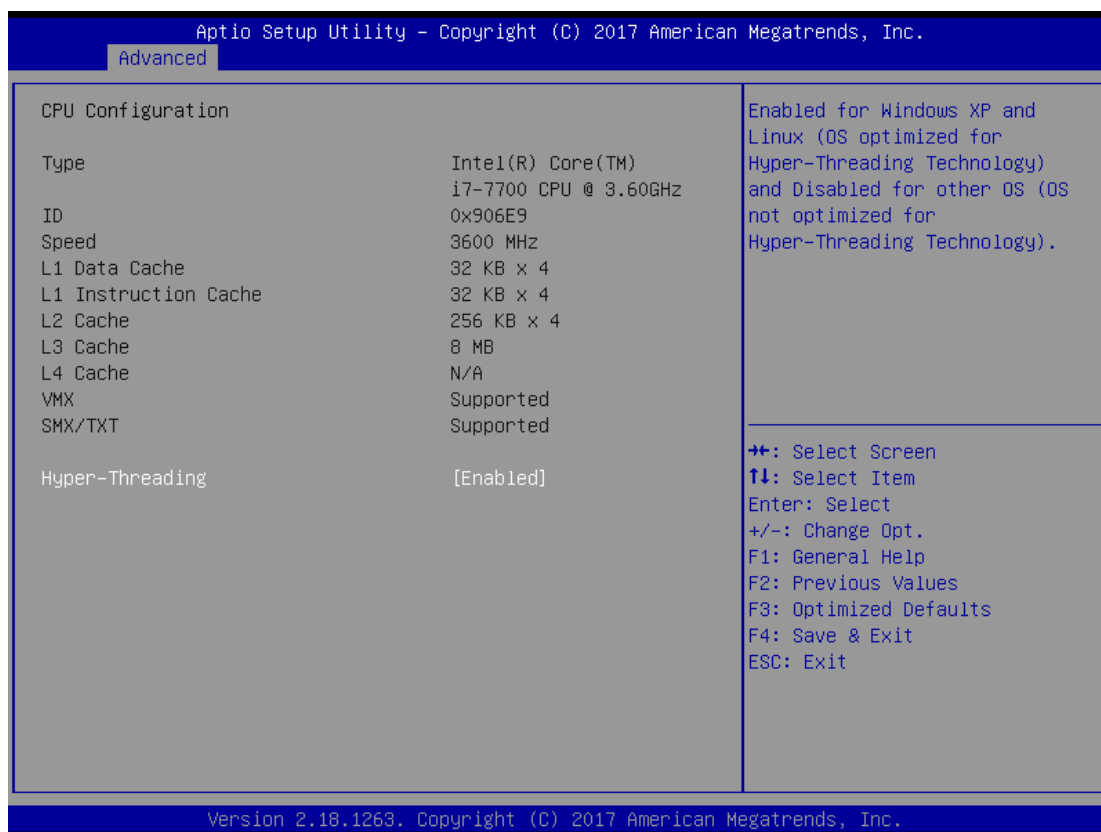 Aptio Setup Utility – Copyright (C) 2017 American Megatrends, Inc.
Advanced
CPU Configuration
Type Intel(R) Core(TM)
i7-7700 CPU @ 3.60GHz
ID 0x906E9
Speed 3600 MHz
L1 Data Cache 32 KB x 4
L1 Instruction Cache 32 KB x 4
L2 Cache 256 KB x 4
L3 Cache 8 MB
L4 Cache N/A
VMX Supported
SMX/TXT Supported
Hyper-Threading [Enabled]
Enabled for Windows XP and
Linux (OS optimized for
Hyper-Threading Technology)
and Disabled for other OS (OS
not optimized for
Hyper-Threading Technology).
→←: Select Screen
↑↓: Select Item
Enter: Select
+/-: Change Opt.
F1: General Help
F2: Previous Values
F3: Optimized Defaults
F4: Save & Exit
ESC: Exit
Version 2.18.1263. Copyright (C) 2017 American Megatrends, Inc.